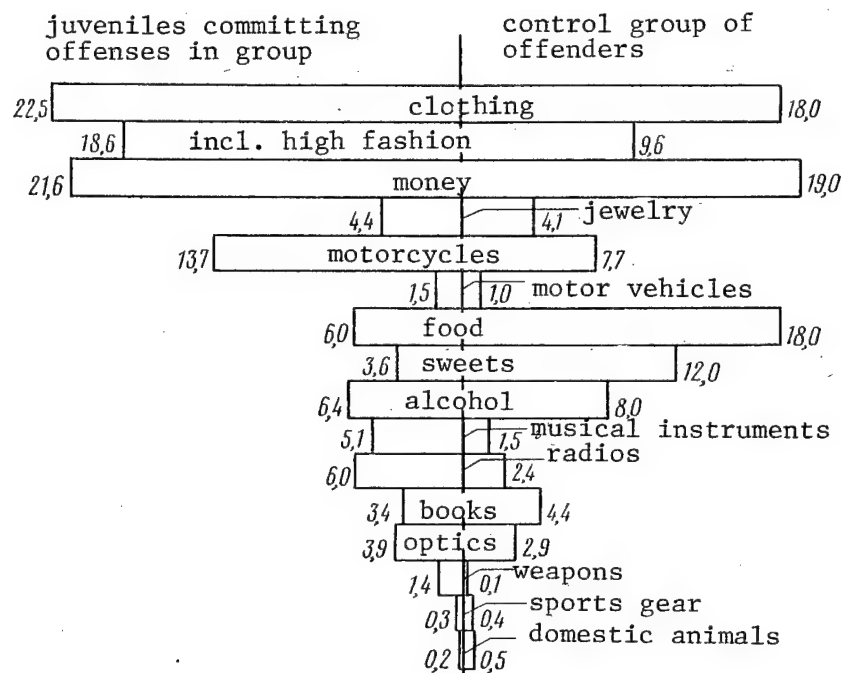 juveniles committing
offenses in group
control group of
offenders
22,5 clothing 18,0
18,6 incl. high fashion 9,6
21,6 money 19,0
4,4 jewelry 4,1
13,7 motorcycles 7,7
1,5 1,0 motor vehicles
6,0 food 18,0
3,6 sweets 12,0
6,4 alcohol 8,0
5,1 1,5 musical instruments
6,0 2,4 radios
3,4 books 4,4
3,9 optics 2,9
1,4 0,1 weapons
0,3 0,4 sports gear
0,2 0,5 domestic animals